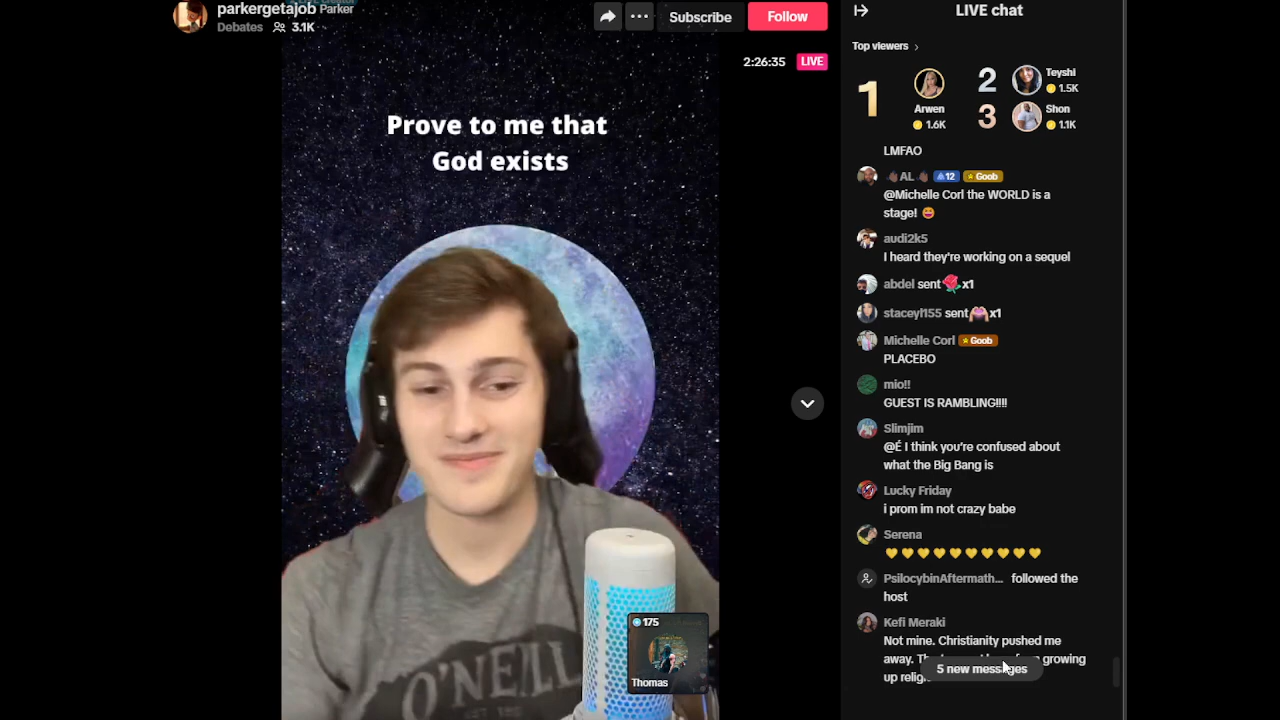 parkergetajob Parker
Debates 3.1K
Subscribe
Follow
2:26:35 LIVE
Prove to me that
God exists
O'NEILL
175
Thomas
LIVE chat
Top viewers
1
Arwen
1.6K
2
Teyshi
1.5K
3
Shon
1.1K
LMFAO
AL 12 Goob
@Michelle Corl the WORLD is a
stage! 😄
audi2k5
I heard they're working on a sequel
abdel sent 🌹x1
staceyl155 sent x1
Michelle Corl Goob
PLACEBO
mio!!
GUEST IS RAMBLING!!!!
Slimjim
@É I think you're confused about
what the Big Bang is
Lucky Friday
i prom im not crazy babe
Serena
💛💛💛💛💛💛💛💛💛💛
PsilocybinAftermath... followed the
host
Kefi Meraki
Not mine. Christianity pushed me
away. growing
up
5 new messages